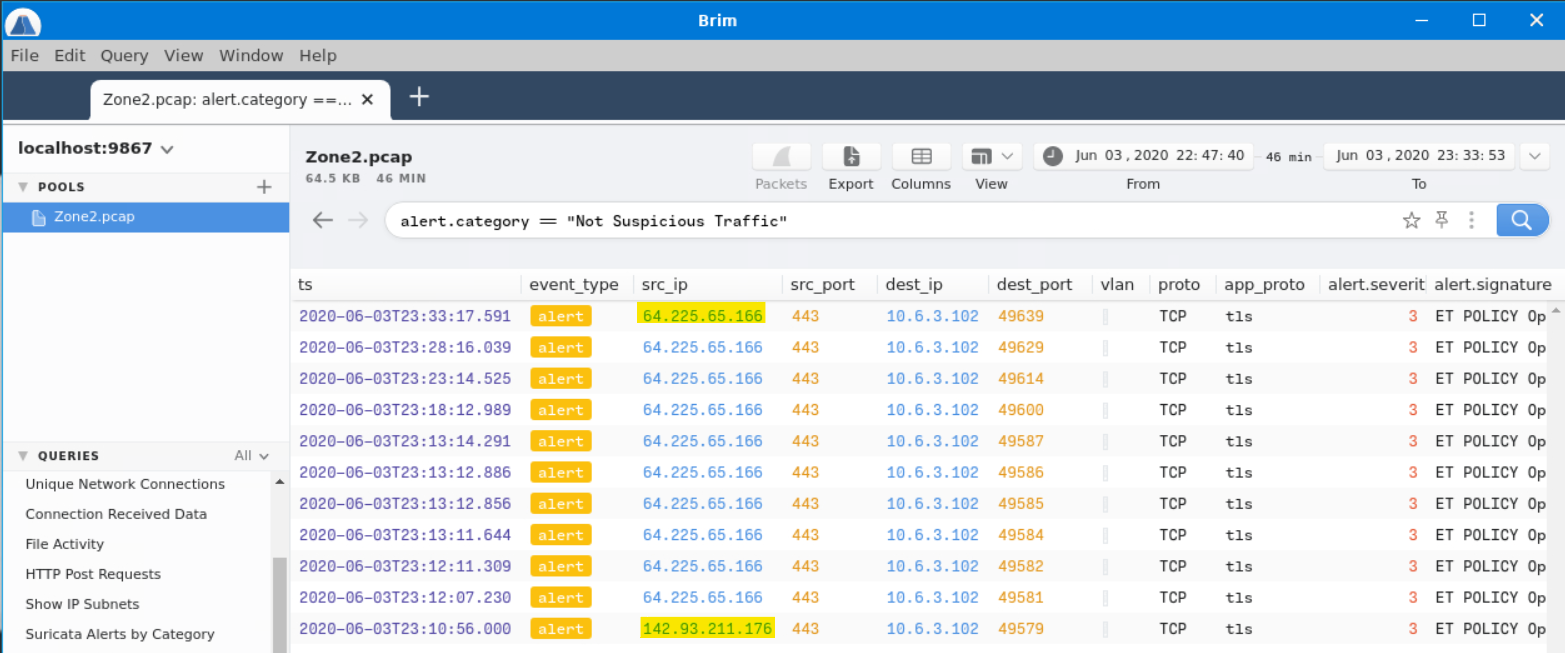 Brim
File Edit Query View Window Help
Zone2.pcap: alert.category ==...
localhost:9867
POOLS
Zone2.pcap
QUERIES All
Unique Network Connections
Connection Received Data
File Activity
HTTP Post Requests
Show IP Subnets
Suricata Alerts by Category
Zone2.pcap
64.5 KB 46 MIN
Packets Export Columns View
Jun 03 , 2020 22: 47: 40 46 min Jun 03 , 2020 23: 33: 53
From To
alert.category == "Not Suspicious Traffic"
ts event_type src_ip src_port dest_ip dest_port vlan proto app_proto alert.severit alert.signature
2020-06-03T23:33:17.591 alert 64.225.65.166 443 10.6.3.102 49639 TCP tls 3 ET POLICY Op
2020-06-03T23:28:16.039 alert 64.225.65.166 443 10.6.3.102 49629 TCP tls 3 ET POLICY Op
2020-06-03T23:23:14.525 alert 64.225.65.166 443 10.6.3.102 49614 TCP tls 3 ET POLICY Op
2020-06-03T23:18:12.989 alert 64.225.65.166 443 10.6.3.102 49600 TCP tls 3 ET POLICY Op
2020-06-03T23:13:14.291 alert 64.225.65.166 443 10.6.3.102 49587 TCP tls 3 ET POLICY Op
2020-06-03T23:13:12.886 alert 64.225.65.166 443 10.6.3.102 49586 TCP tls 3 ET POLICY Op
2020-06-03T23:13:12.856 alert 64.225.65.166 443 10.6.3.102 49585 TCP tls 3 ET POLICY Op
2020-06-03T23:13:11.644 alert 64.225.65.166 443 10.6.3.102 49584 TCP tls 3 ET POLICY Op
2020-06-03T23:12:11.309 alert 64.225.65.166 443 10.6.3.102 49582 TCP tls 3 ET POLICY Op
2020-06-03T23:12:07.230 alert 64.225.65.166 443 10.6.3.102 49581 TCP tls 3 ET POLICY Op
2020-06-03T23:10:56.000 alert 142.93.211.176 443 10.6.3.102 49579 TCP tls 3 ET POLICY Op